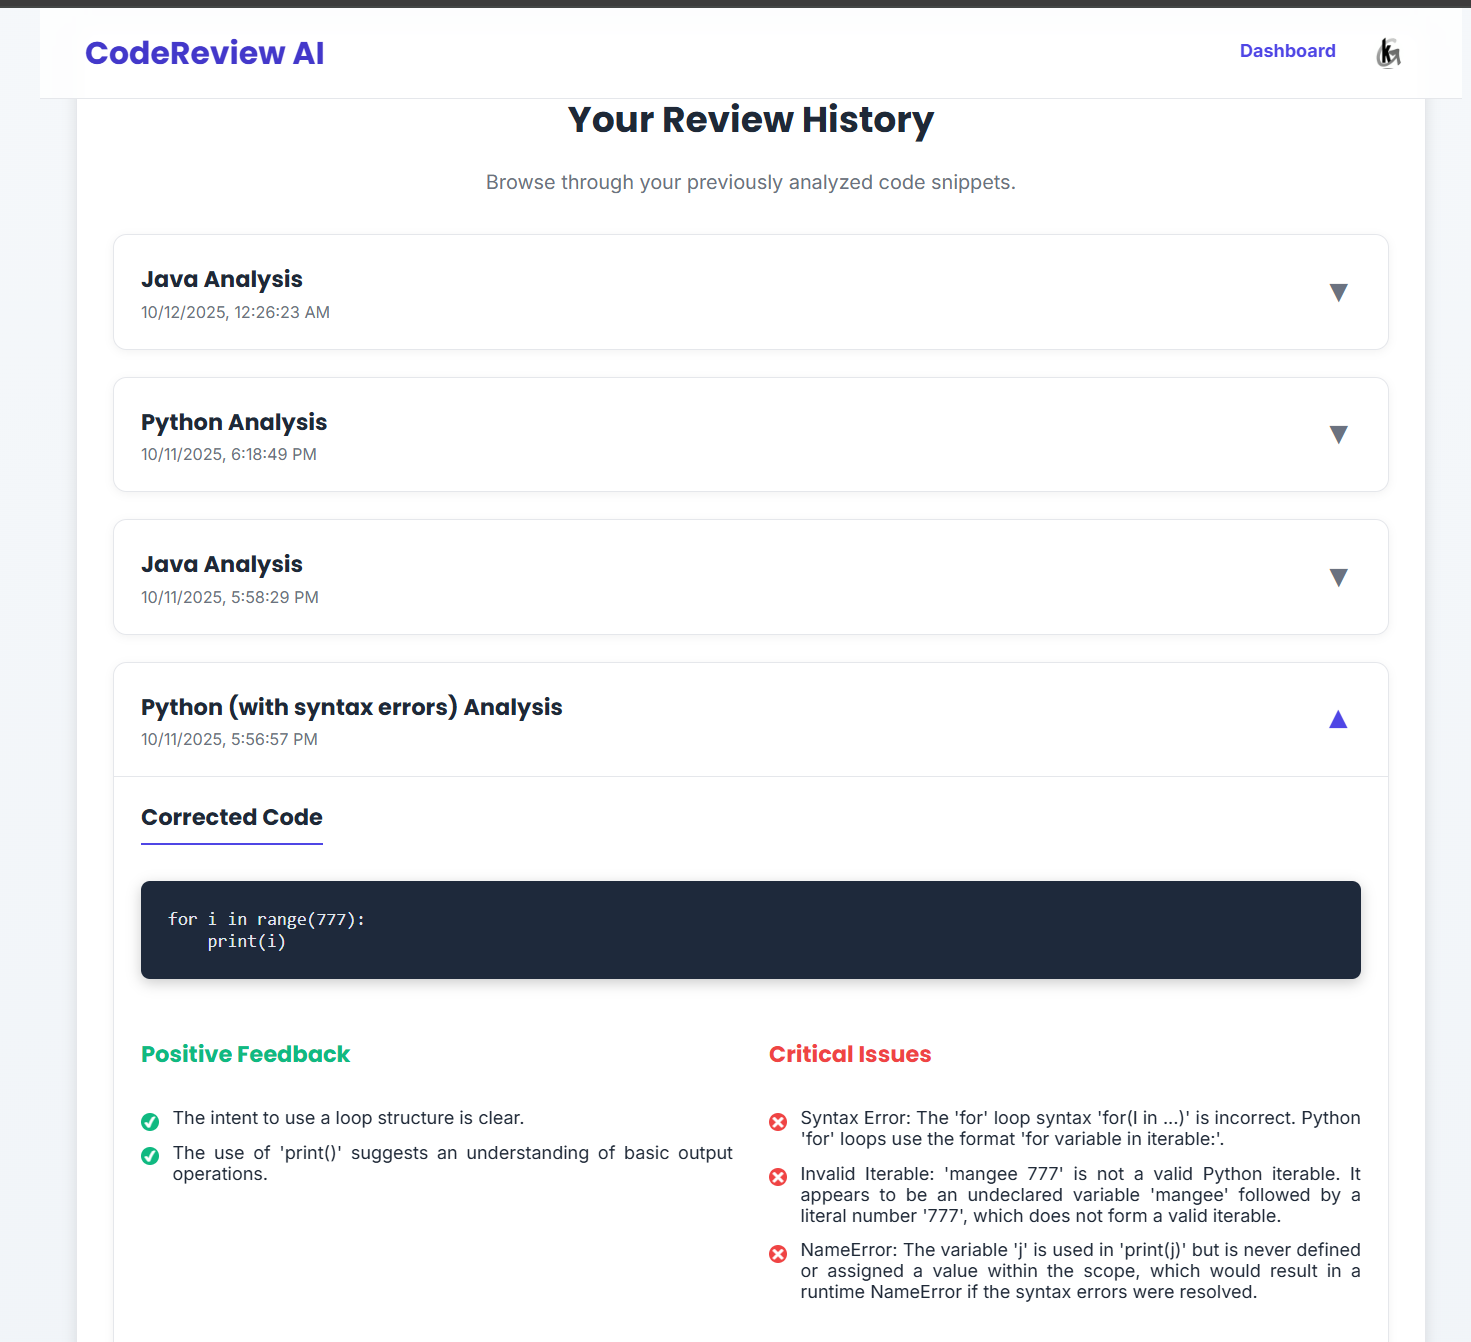 CodeReview AI
Dashboard
Your Review History
Browse through your previously analyzed code snippets.
Java Analysis
10/12/2025, 12:26:23 AM
Python Analysis
10/11/2025, 6:18:49 PM
Java Analysis
10/11/2025, 5:58:29 PM
Python (with syntax errors) Analysis
10/11/2025, 5:56:57 PM
Corrected Code
for i in range(777):
    print(i)
Positive Feedback
The intent to use a loop structure is clear.
The use of 'print()' suggests an understanding of basic output
operations.
Critical Issues
Syntax Error: The 'for' loop syntax 'for(I in ...)' is incorrect. Python
'for' loops use the format 'for variable in iterable:'.
Invalid Iterable: 'mangee 777' is not a valid Python iterable. It
appears to be an undeclared variable 'mangee' followed by a
literal number '777', which does not form a valid iterable.
NameError: The variable 'j' is used in 'print(j)' but is never defined
or assigned a value within the scope, which would result in a
runtime NameError if the syntax errors were resolved.